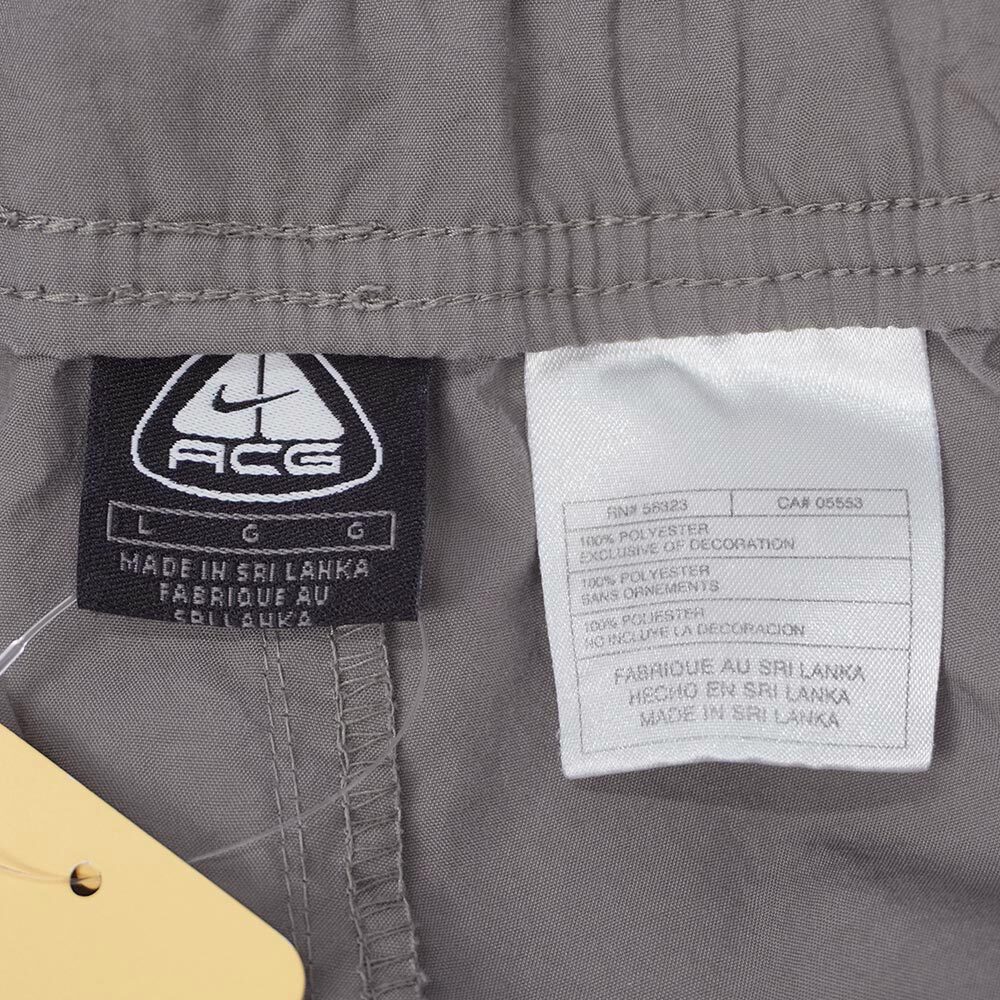 ACG
L G G
MADE IN SRI LANKA
FABRIQUE AU
SRI LANKA
RN# 56323 CA# 05553
100% POLYESTER
EXCLUSIVE OF DECORATION
100% POLYESTER
SANS ORNEMENTS
100% POLIESTER
NO INCLUYE LA DECORACION
FABRIQUE AU SRI LANKA
HECHO EN SRI LANKA
MADE IN SRI LANKA